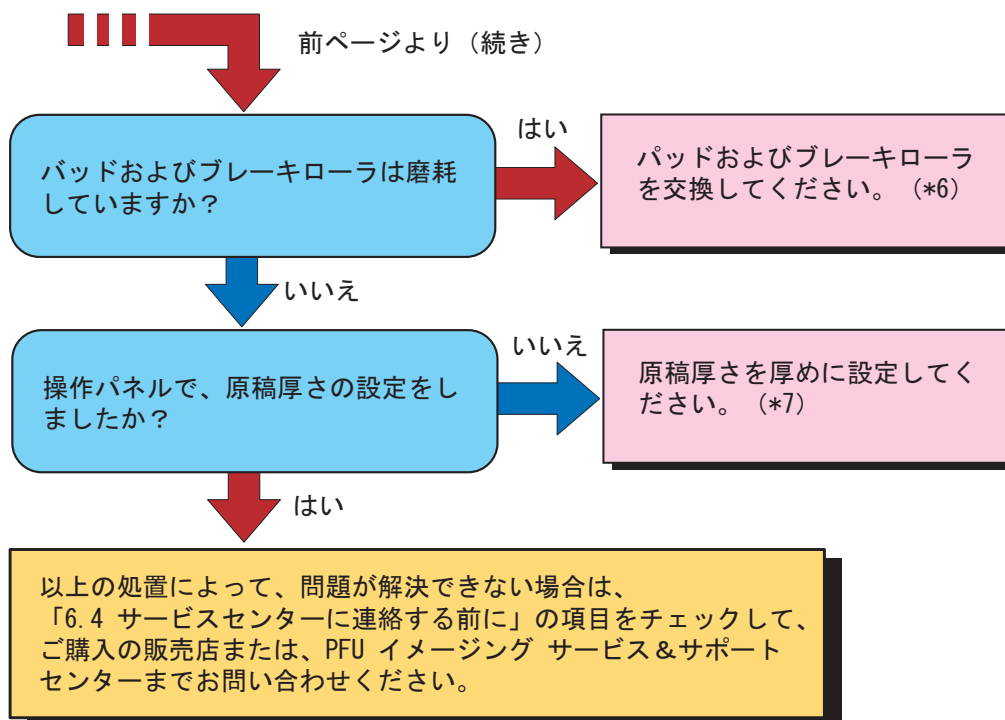 前ページより（続き）
はい
バッドおよびブレーキローラは磨耗
していますか？
パッドおよびブレーキローラ
を交換してください。（*6）
いいえ
いいえ
操作パネルで、原稿厚さの設定をし
ましたか？
原稿厚さを厚めに設定してく
ださい。（*7）
はい
以上の処置によって、問題が解決できない場合は、
「6.4 サービスセンターに連絡する前に」の項目をチェックして、
ご購入の販売店または、PFU イメージング サービス＆サポート
センターまでお問い合わせください。